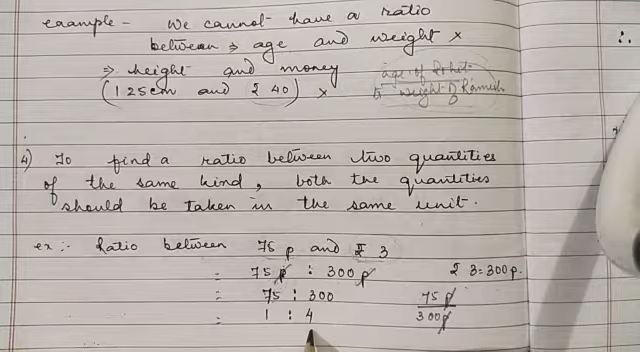 example - We cannot have a ratio
between ⇒ age and weight ×
⇒ height and money
(125cm and ₹ 40) ×
age of Rohit
to weight of Ramesh
4) To find a ratio between two quantities
of the same kind, both the quantities
should be taken in the same unit.
ex :- Ratio between 75 p and ₹ 3
= 75 p : 300 p ₹ 3 = 300 p.
= 75 : 300 75 p
= 1 : 4 300 p